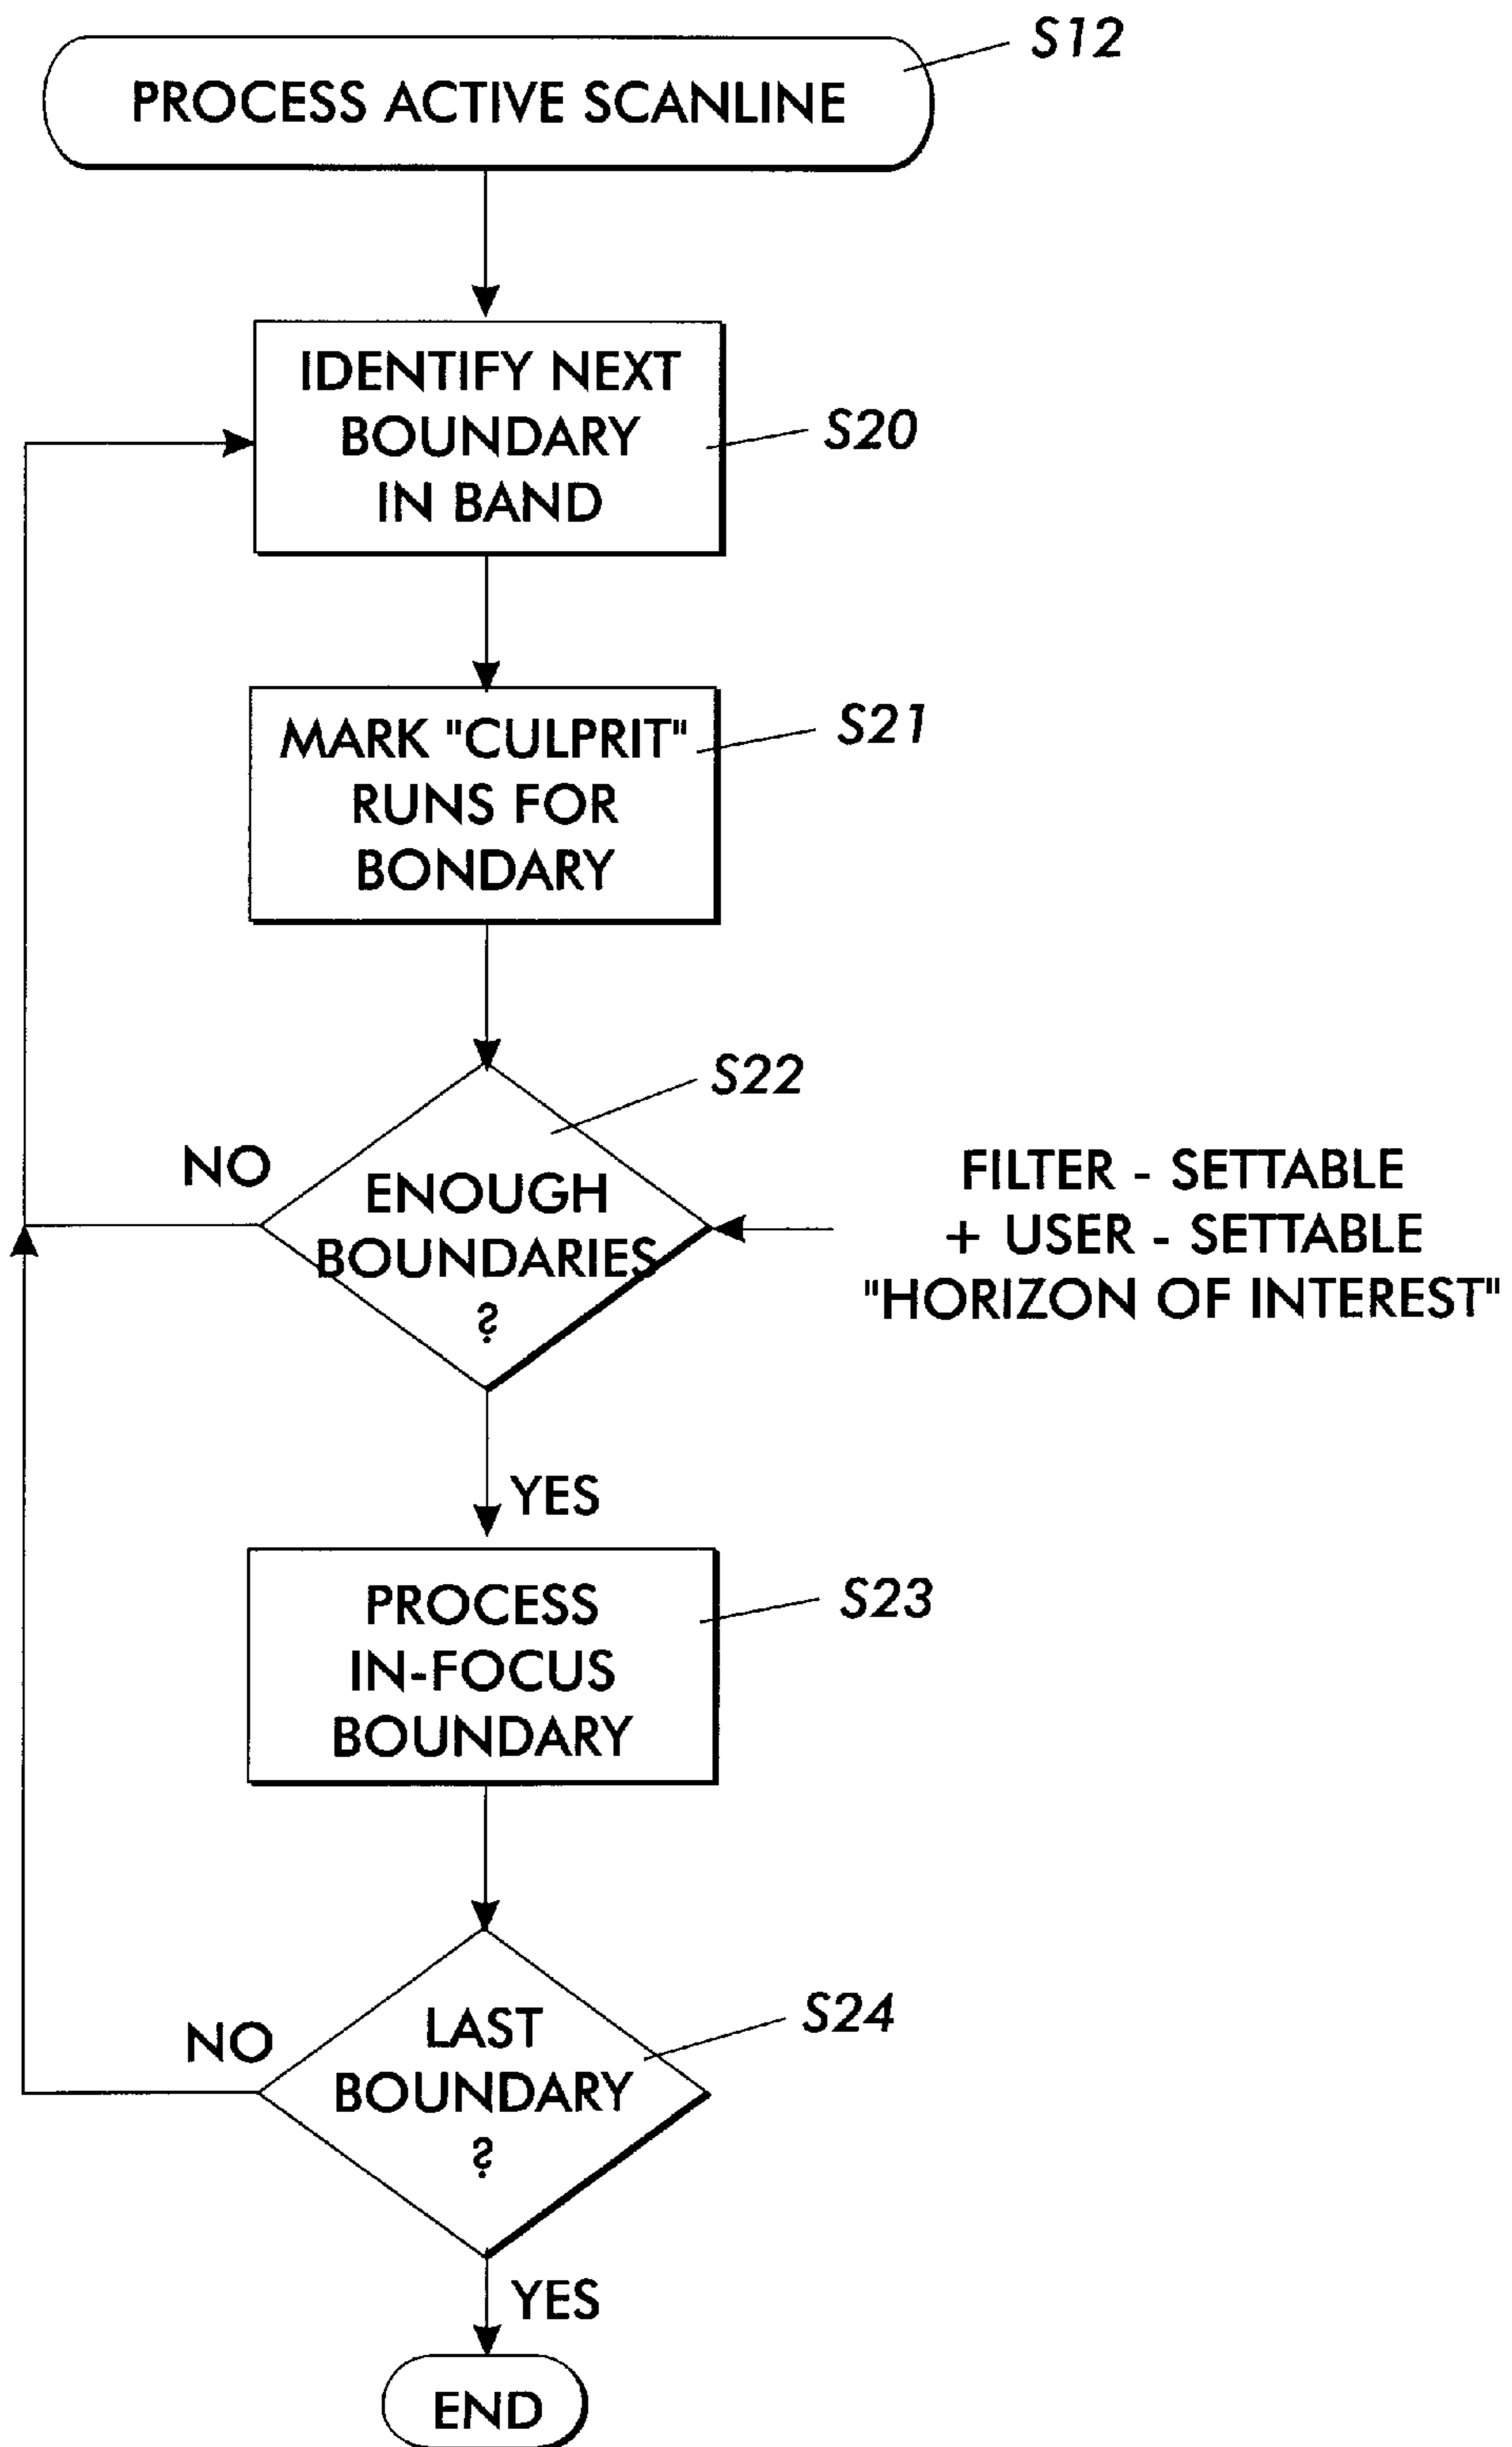 S12
PROCESS ACTIVE SCANLINE
IDENTIFY NEXT
BOUNDARY
IN BAND
S20
MARK "CULPRIT"
RUNS FOR
BONDARY
S21
S22
NO
ENOUGH
BOUNDARIES
?
FILTER - SETTABLE
+ USER - SETTABLE
"HORIZON OF INTEREST"
YES
PROCESS
IN-FOCUS
BOUNDARY
S23
NO
LAST
BOUNDARY
?
S24
YES
END